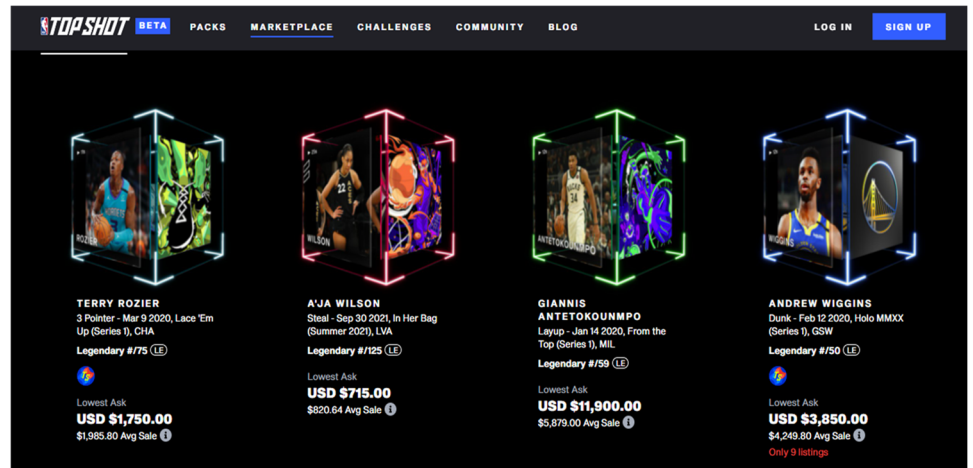 TOP SHOT BETA PACKS MARKETPLACE CHALLENGES COMMUNITY BLOG LOG IN SIGN UP
ROZIER
WILSON
22
ANTETOKOUNMPO
34
WIGGINS
TERRY ROZIER
3 Pointer - Mar 9 2020, Lace 'Em
Up (Series 1), CHA
Legendary #/75 LE
Lowest Ask
USD $1,750.00
$1,985.80 Avg Sale i
A'JA WILSON
Steal - Sep 30 2021, In Her Bag
(Summer 2021), LVA
Legendary #/125 LE
Lowest Ask
USD $715.00
$820.64 Avg Sale i
GIANNIS
ANTETOKOUNMPO
Layup - Jan 14 2020, From the
Top (Series 1), MIL
Legendary #/59 LE
Lowest Ask
USD $11,900.00
$5,879.00 Avg Sale i
ANDREW WIGGINS
Dunk - Feb 12 2020, Holo MMXX
(Series 1), GSW
Legendary #/50 LE
Lowest Ask
USD $3,850.00
$4,249.80 Avg Sale i
Only 9 listings